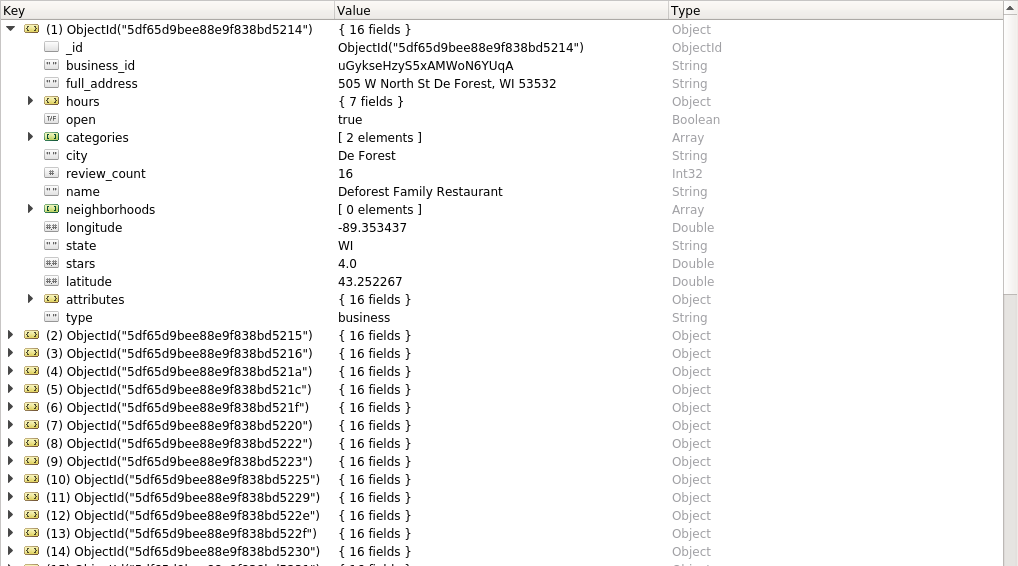 Key Value Type
(1) ObjectId("5df65d9bee88e9f838bd5214") { 16 fields } Object
_id ObjectId("5df65d9bee88e9f838bd5214") ObjectId
" " business_id uGykseHzyS5xAMWoN6YUqA String
" " full_address 505 W North St De Forest, WI 53532 String
{ } hours { 7 fields } Object
T/F open true Boolean
categories [ 2 elements ] Array
" " city De Forest String
# review_count 16 Int32
" " name Deforest Family Restaurant String
neighborhoods [ 0 elements ] Array
#.# longitude -89.353437 Double
" " state WI String
#.# stars 4.0 Double
#.# latitude 43.252267 Double
{ } attributes { 16 fields } Object
" " type business String
(2) ObjectId("5df65d9bee88e9f838bd5215") { 16 fields } Object
(3) ObjectId("5df65d9bee88e9f838bd5216") { 16 fields } Object
(4) ObjectId("5df65d9bee88e9f838bd521a") { 16 fields } Object
(5) ObjectId("5df65d9bee88e9f838bd521c") { 16 fields } Object
(6) ObjectId("5df65d9bee88e9f838bd521f") { 16 fields } Object
(7) ObjectId("5df65d9bee88e9f838bd5220") { 16 fields } Object
(8) ObjectId("5df65d9bee88e9f838bd5222") { 16 fields } Object
(9) ObjectId("5df65d9bee88e9f838bd5223") { 16 fields } Object
(10) ObjectId("5df65d9bee88e9f838bd5225") { 16 fields } Object
(11) ObjectId("5df65d9bee88e9f838bd5229") { 16 fields } Object
(12) ObjectId("5df65d9bee88e9f838bd522e") { 16 fields } Object
(13) ObjectId("5df65d9bee88e9f838bd522f") { 16 fields } Object
(14) ObjectId("5df65d9bee88e9f838bd5230") { 16 fields } Object